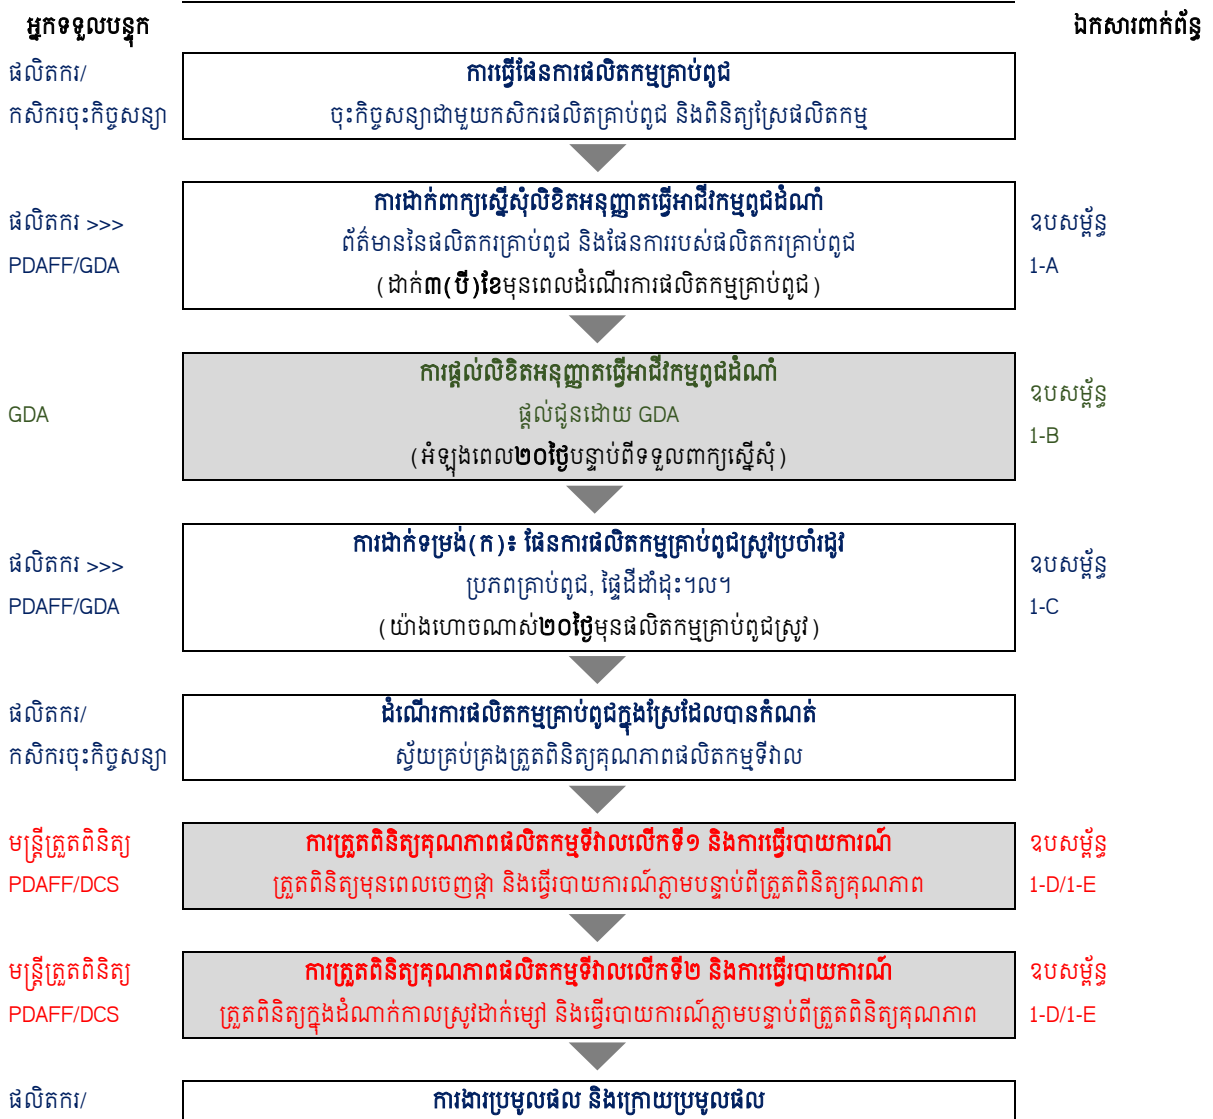 អ្នកទទួលបន្ទុក
ឯកសារពាក់ព័ន្ធ
ផលិតករ/
កសិករចុះកិច្ចសន្យា
ការធ្វើផែនការផលិតកម្មគ្រាប់ពូជ
ចុះកិច្ចសន្យាជាមួយកសិករផលិតគ្រាប់ពូជ និងពិនិត្យស្រែផលិតកម្ម
ផលិតករ >>>
PDAFF/GDA
ការដាក់ពាក្យស្នើសុំលិខិតអនុញ្ញាតធ្វើអាជីវកម្មពូជដំណាំ
ព័ត៌មាននៃផលិតករគ្រាប់ពូជ និងផែនការរបស់ផលិតករគ្រាប់ពូជ
(ដាក់៣(បី)ខែមុនពេលដំណើរការផលិតកម្មគ្រាប់ពូជ)
ឧបសម្ព័ន្ធ
1-A
GDA
ការផ្តល់លិខិតអនុញ្ញាតធ្វើអាជីវកម្មពូជដំណាំ
ផ្តល់ជូនដោយ GDA
(អំឡុងពេល២០ថ្ងៃបន្ទាប់ពីទទួលពាក្យស្នើសុំ)
ឧបសម្ព័ន្ធ
1-B
ផលិតករ >>>
PDAFF/GDA
ការដាក់ទម្រង់(ក)៖ ផែនការផលិតកម្មគ្រាប់ពូជស្រូវប្រចាំរដូវ
ប្រភពគ្រាប់ពូជ, ផ្ទៃដីដាំដុះ។ល។
(យ៉ាងហោចណាស់២០ថ្ងៃមុនផលិតកម្មគ្រាប់ពូជស្រូវ)
ឧបសម្ព័ន្ធ
1-C
ផលិតករ/
កសិករចុះកិច្ចសន្យា
ដំណើរការផលិតកម្មគ្រាប់ពូជក្នុងស្រែដែលបានកំណត់
ស្វ័យគ្រប់គ្រងត្រួតពិនិត្យគុណភាពផលិតកម្មទីវាល
មន្ត្រីត្រួតពិនិត្យ
PDAFF/DCS
ការត្រួតពិនិត្យគុណភាពផលិតកម្មទីវាលលើកទី១ និងការធ្វើរបាយការណ៍
ត្រួតពិនិត្យមុនពេលចេញផ្កា និងធ្វើរបាយការណ៍ភ្លាមបន្ទាប់ពីត្រួតពិនិត្យគុណភាព
ឧបសម្ព័ន្ធ
1-D/1-E
មន្ត្រីត្រួតពិនិត្យ
PDAFF/DCS
ការត្រួតពិនិត្យគុណភាពផលិតកម្មទីវាលលើកទី២ និងការធ្វើរបាយការណ៍
ត្រួតពិនិត្យក្នុងដំណាក់កាលស្រូវដាក់ម្សៅ និងធ្វើរបាយការណ៍ភ្លាមបន្ទាប់ពីត្រួតពិនិត្យគុណភាព
ឧបសម្ព័ន្ធ
1-D/1-E
ផលិតករ/
ការងារប្រមូលផល និងក្រោយប្រមូលផល